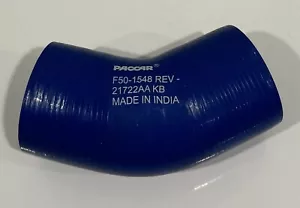 PACCAR®
F50-1548 REV -
21722AA KB
MADE IN INDIA